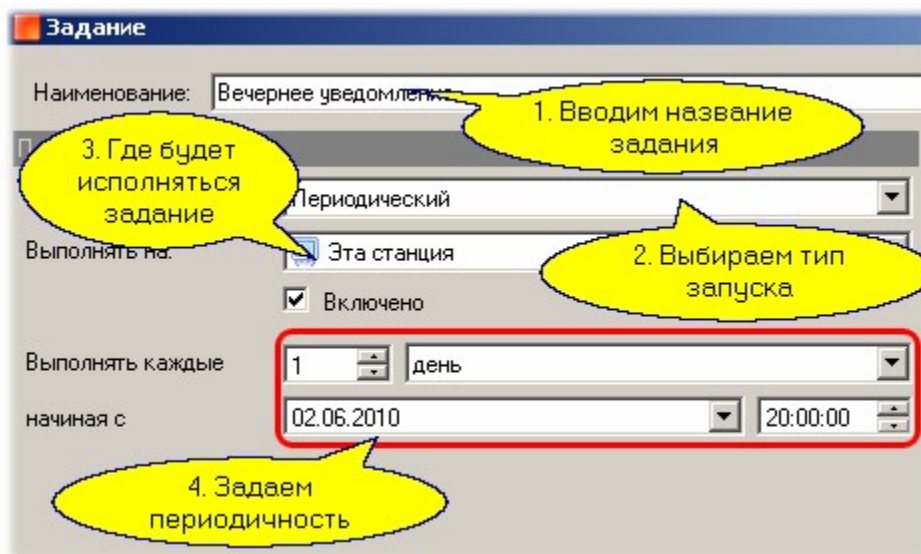 Задание
Наименование: Вечернее уведомление
1. Вводим название
задания
3. Где будет
исполняться
задание
Периодический
2. Выбираем тип
запуска
Выполнять на: Эта станция
Включено
Выполнять каждые 1 день
начиная с 02.06.2010 20:00:00
4. Задаем
периодичность